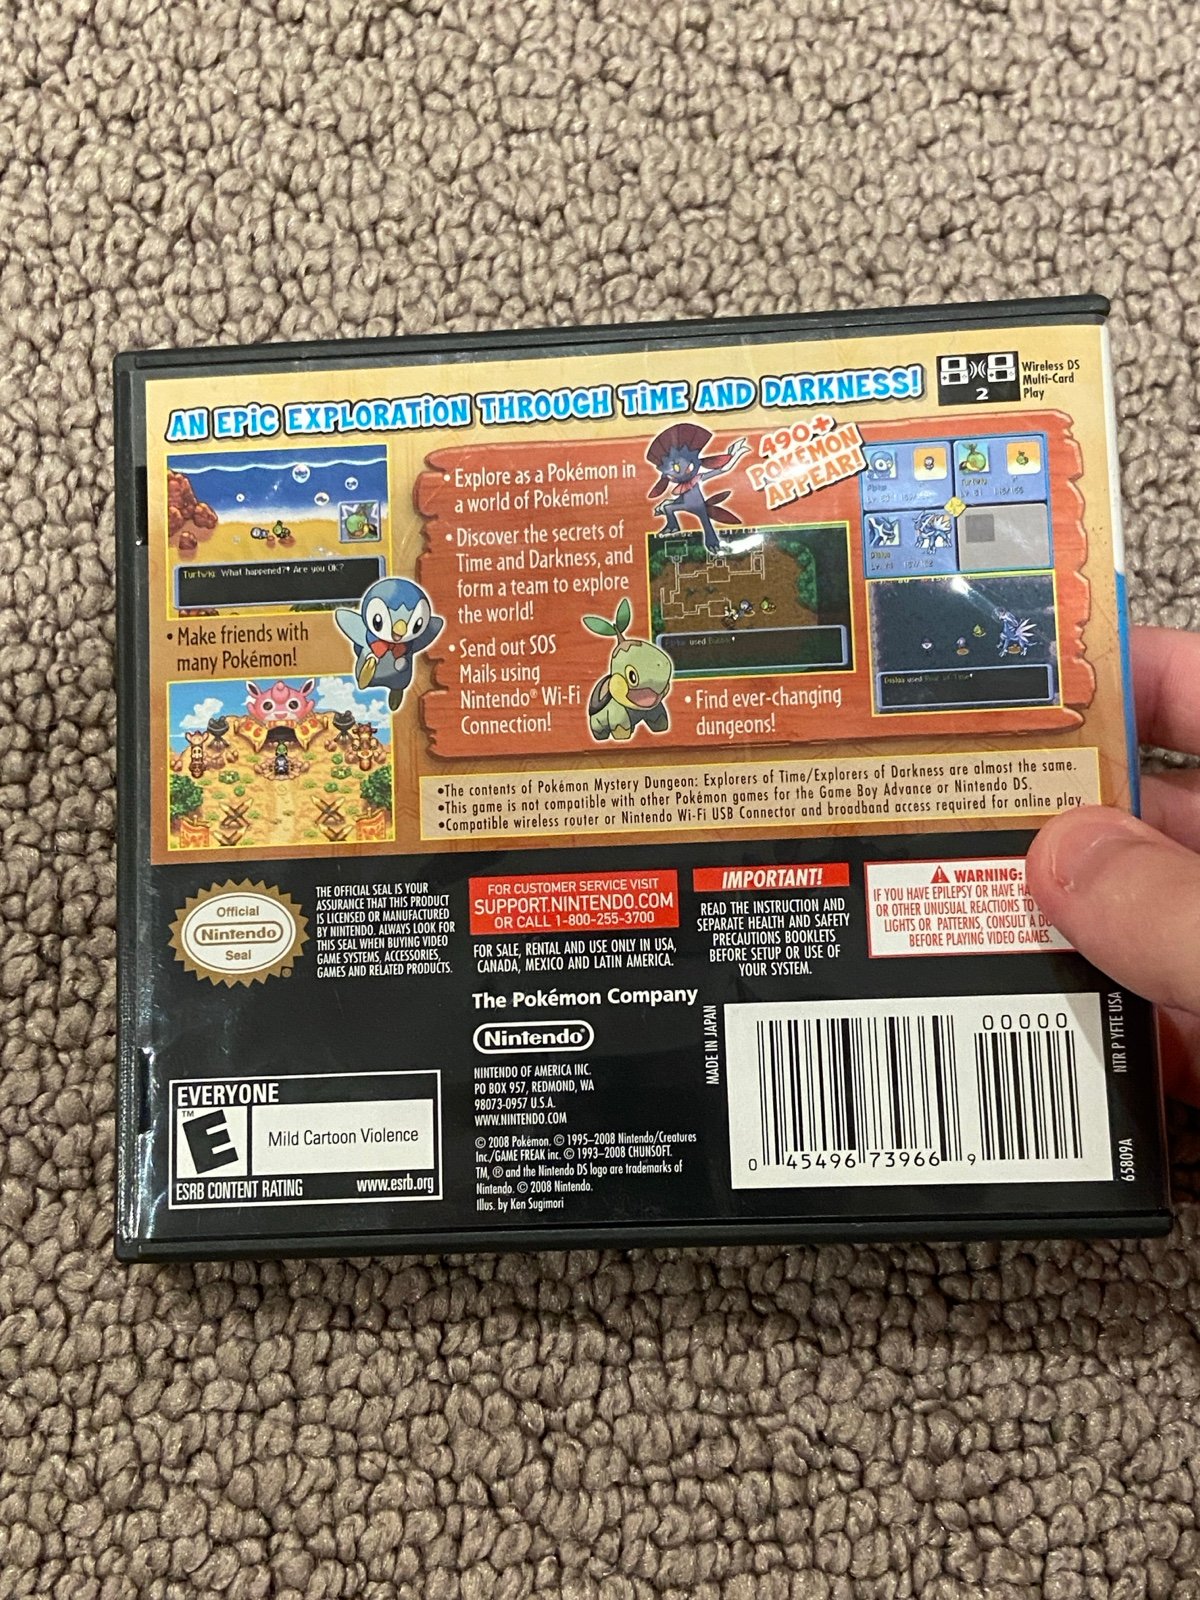 AN EPIC EXPLORATION THROUGH TIME AND DARKNESS!
2
Wireless DS
Multi-Card
Play
Turtwig: What happened? Are you OK?
• Make friends with
many Pokémon!
• Explore as a Pokémon in
a world of Pokémon!
• Discover the secrets of
Time and Darkness, and
form a team to explore
the world!
• Send out SOS
Mails using
Nintendo® Wi-Fi
Connection!
490+
POKÉMON
APPEAR!
• Find ever-changing
dungeons!
Turtwig
Dialga used Roar of Time!
•The contents of Pokémon Mystery Dungeon: Explorers of Time/Explorers of Darkness are almost the same.
•This game is not compatible with other Pokémon games for the Game Boy Advance or Nintendo DS.
•Compatible wireless router or Nintendo Wi-Fi USB Connector and broadband access required for online play.
Official
Nintendo
Seal
THE OFFICIAL SEAL IS YOUR
ASSURANCE THAT THIS PRODUCT
IS LICENSED OR MANUFACTURED
BY NINTENDO. ALWAYS LOOK FOR
THIS SEAL WHEN BUYING VIDEO
GAME SYSTEMS, ACCESSORIES,
GAMES AND RELATED PRODUCTS.
FOR CUSTOMER SERVICE VISIT
SUPPORT.NINTENDO.COM
OR CALL 1-800-255-3700
FOR SALE, RENTAL AND USE ONLY IN USA,
CANADA, MEXICO AND LATIN AMERICA.
IMPORTANT!
READ THE INSTRUCTION AND
SEPARATE HEALTH AND SAFETY
PRECAUTIONS BOOKLETS
BEFORE SETUP OR USE OF
YOUR SYSTEM.
WARNING:
IF YOU HAVE EPILEPSY OR HAVE HA
OR OTHER UNUSUAL REACTIONS TO
LIGHTS OR PATTERNS, CONSULT A DO
BEFORE PLAYING VIDEO GAMES.
The Pokémon Company
Nintendo®
NINTENDO OF AMERICA INC.
PO BOX 957, REDMOND, WA
98073-0957 U.S.A.
WWW.NINTENDO.COM
© 2008 Pokémon. © 1995–2008 Nintendo/Creatures
Inc./GAME FREAK inc. © 1993–2008 CHUNSOFT.
TM, ® and the Nintendo DS logo are trademarks of
Nintendo. © 2008 Nintendo.
Illus. by Ken Sugimori
EVERYONE
TM
E
Mild Cartoon Violence
ESRB CONTENT RATING
www.esrb.org
MADE IN JAPAN
00000
0 45496 73966 9
NTR P YFTE USA
65809A